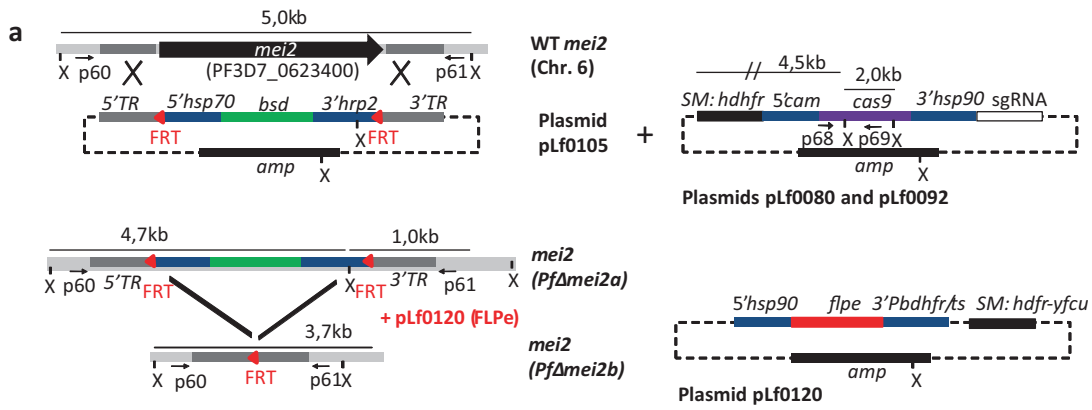 a
5,0kb
mei2
(PF3D7_0623400)
X p60 p61 X
WT mei2
(Chr. 6)
5'TR 5'hsp70 bsd 3'hrp2 3'TR
FRT X FRT
amp
X
Plasmid
pLf0105
+
4,5kb
2,0kb
SM: hdhfr 5'cam cas9 3'hsp90 sgRNA
p68 X p69 X
amp
X
Plasmids pLf0080 and pLf0092
4,7kb 1,0kb
mei2
(PfΔmei2a)
X p60 5'TR FRT X FRT 3'TR p61 X
+ pLf0120 (FLPe)
3,7kb
mei2
(PfΔmei2b)
X p60 FRT p61 X
5'hsp90 flpe 3'Pbdhfr/ts SM: hdfr-yfcu
amp
X
Plasmid pLf0120